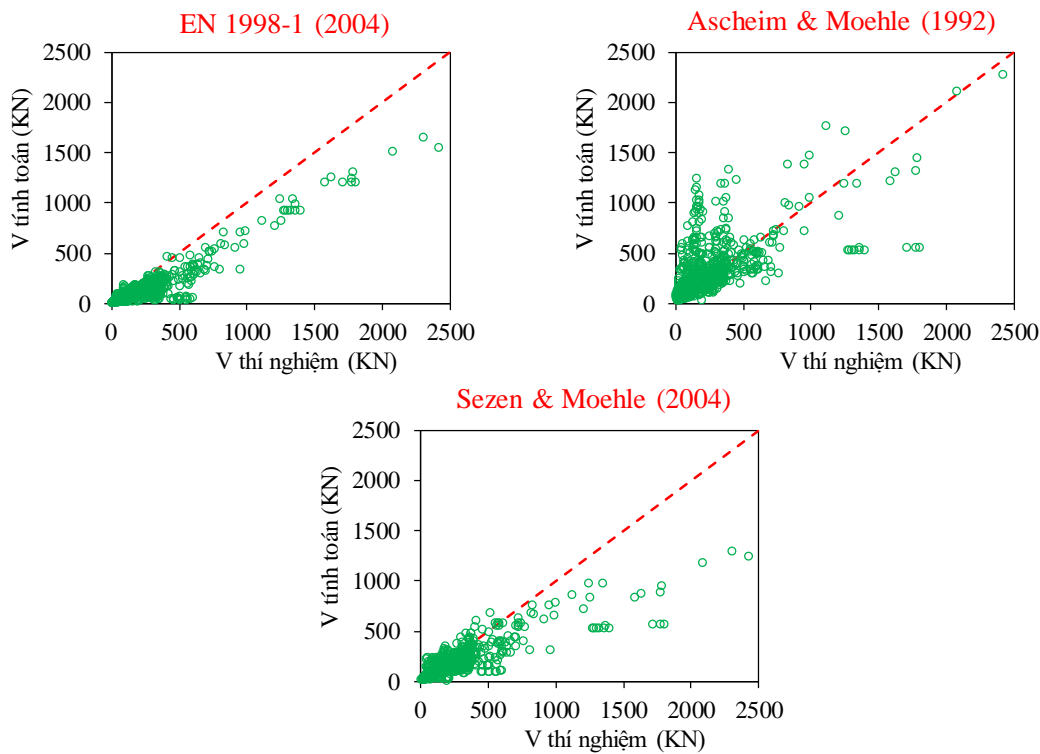 EN 1998-1 (2004)
2500
2000
1500
1000
500
0
V tính toán (KN)
0 500 1000 1500 2000 2500
V thí nghiệm (KN)
Ascheim & Moehle (1992)
2500
2000
1500
1000
500
0
V tính toán (KN)
0 500 1000 1500 2000 2500
V thí nghiệm (KN)
Sezen & Moehle (2004)
2500
2000
1500
1000
500
0
V tính toán (KN)
0 500 1000 1500 2000 2500
V thí nghiệm (KN)